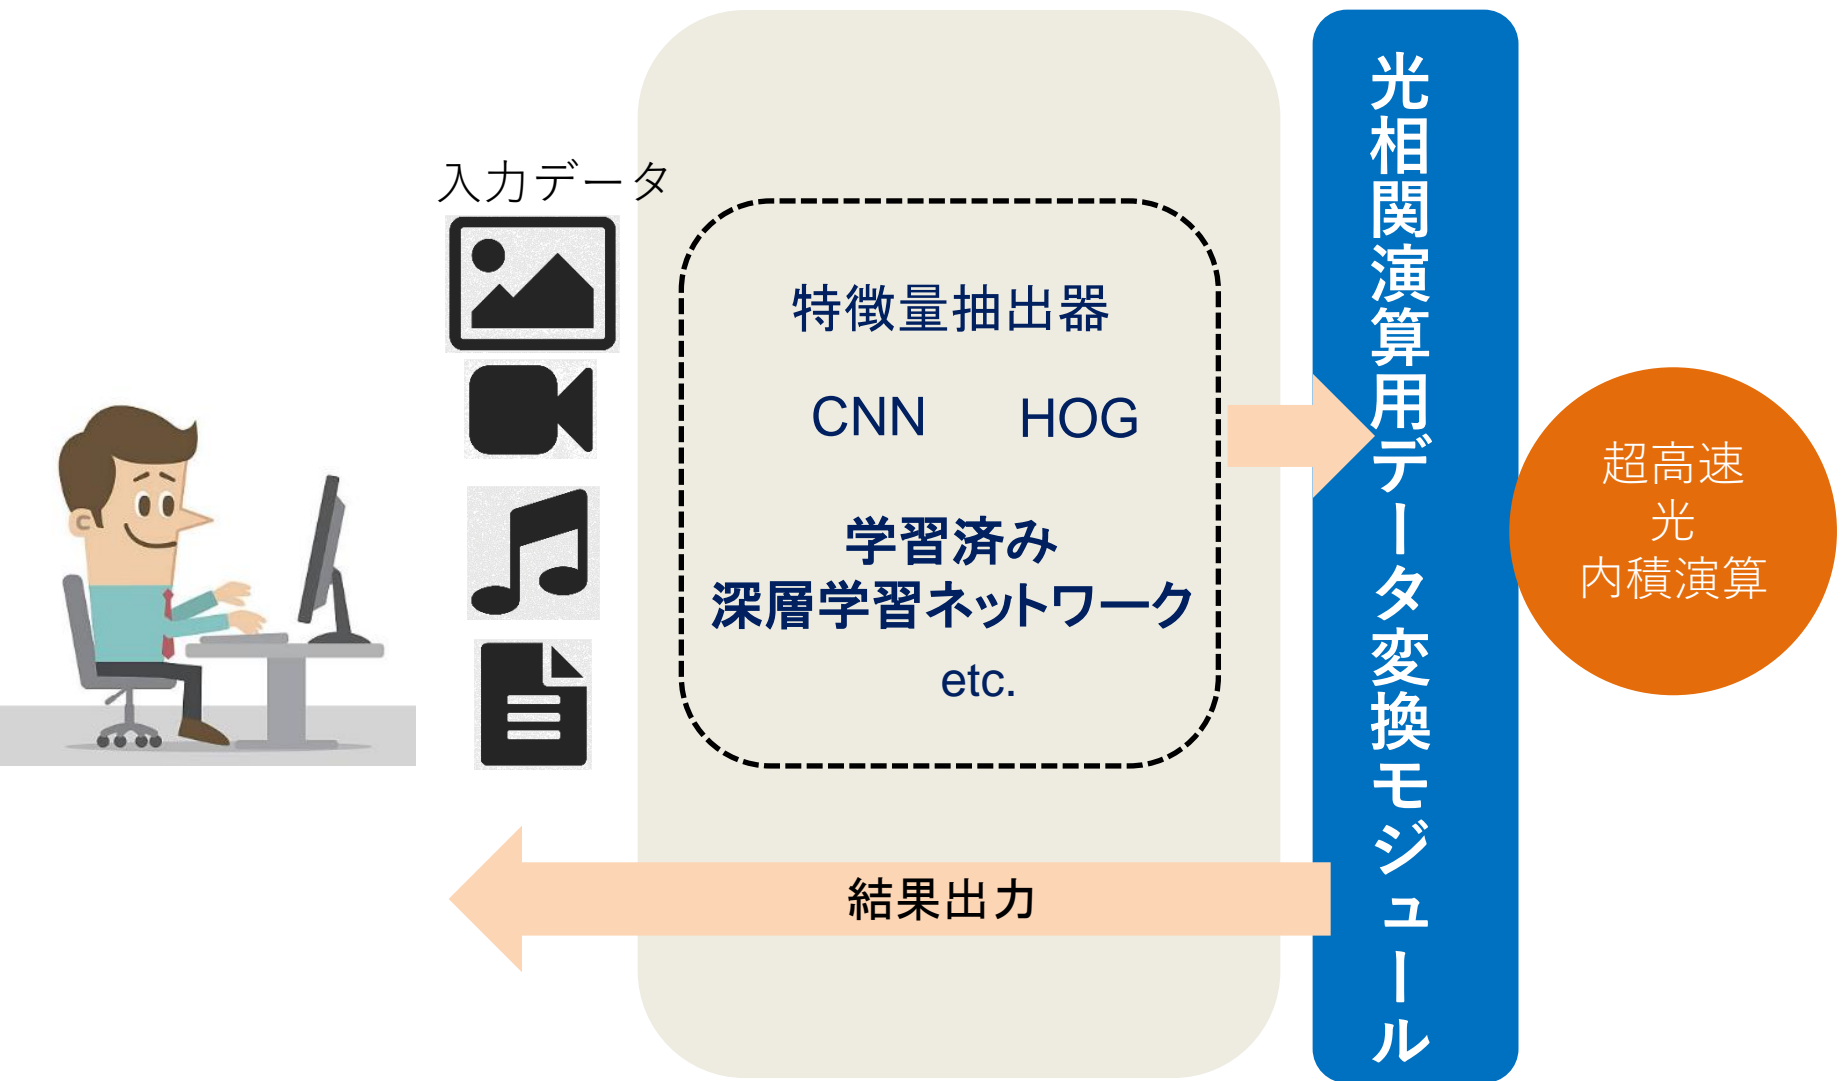 入力データ
特徴量抽出器
CNN HOG
学習済み
深層学習ネットワーク
etc.
結果出力
光相関演算用データ変換モジュール
超高速
光
内積演算